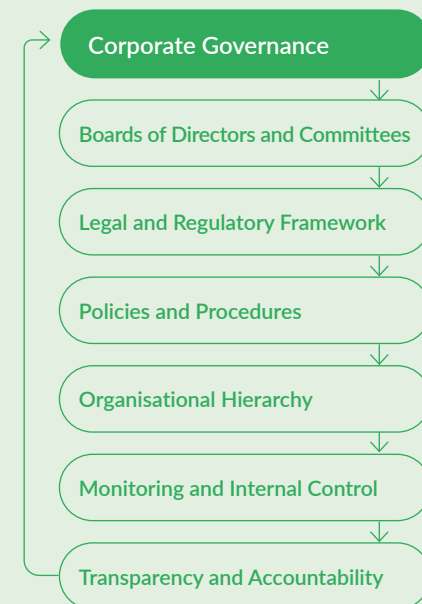 Corporate Governance
Boards of Directors and Committees
Legal and Regulatory Framework
Policies and Procedures
Organisational Hierarchy
Monitoring and Internal Control
Transparency and Accountability